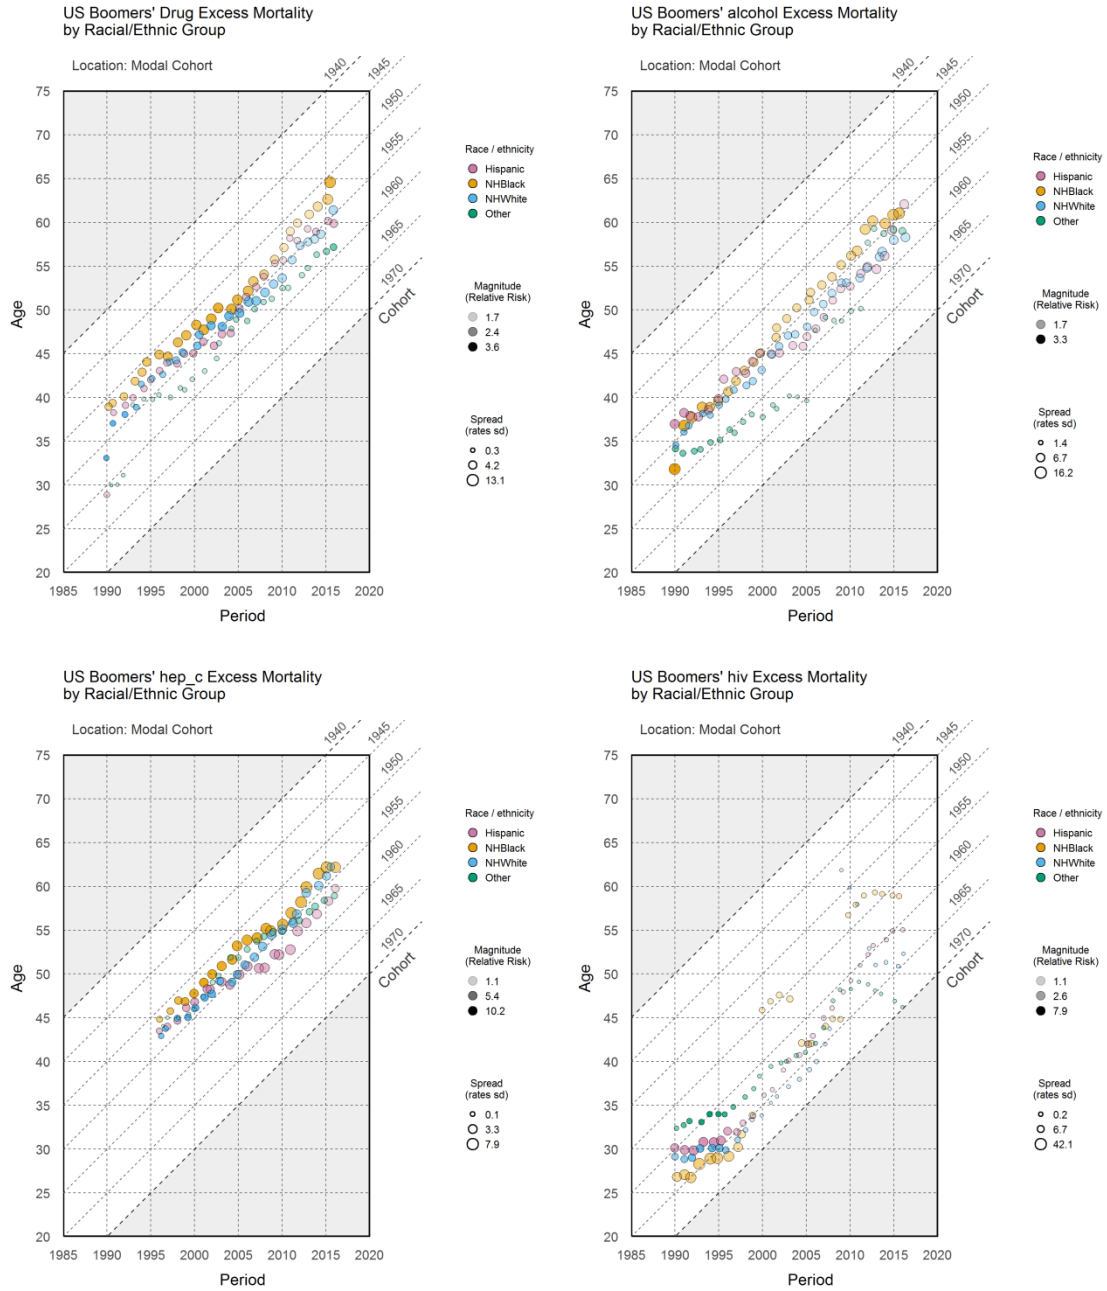 US Boomers' Drug Excess Mortality
by Racial/Ethnic Group
Location: Modal Cohort
1940
1945
1950
1955
1960
1965
1970
Cohort
75
70
65
60
55
50
45
40
35
30
25
20
Age
1985 1990 1995 2000 2005 2010 2015 2020
Period
Race / ethnicity
Hispanic
NHBlack
NHWhite
Other
Magnitude
(Relative Risk)
1.7
2.4
3.6
Spread
(rates sd)
0.3
4.2
13.1
US Boomers' alcohol Excess Mortality
by Racial/Ethnic Group
Location: Modal Cohort
1940
1945
1950
1955
1960
1965
1970
Cohort
75
70
65
60
55
50
45
40
35
30
25
20
Age
1985 1990 1995 2000 2005 2010 2015 2020
Period
Race / ethnicity
Hispanic
NHBlack
NHWhite
Other
Magnitude
(Relative Risk)
1.7
3.3
Spread
(rates sd)
1.4
6.7
16.2
US Boomers' hep_c Excess Mortality
by Racial/Ethnic Group
Location: Modal Cohort
1940
1945
1950
1955
1960
1965
1970
Cohort
75
70
65
60
55
50
45
40
35
30
25
20
Age
1985 1990 1995 2000 2005 2010 2015 2020
Period
Race / ethnicity
Hispanic
NHBlack
NHWhite
Other
Magnitude
(Relative Risk)
1.1
5.4
10.2
Spread
(rates sd)
0.1
3.3
7.9
US Boomers' hiv Excess Mortality
by Racial/Ethnic Group
Location: Modal Cohort
1940
1945
1950
1955
1960
1965
1970
Cohort
75
70
65
60
55
50
45
40
35
30
25
20
Age
1985 1990 1995 2000 2005 2010 2015 2020
Period
Race / ethnicity
Hispanic
NHBlack
NHWhite
Other
Magnitude
(Relative Risk)
1.1
2.6
7.9
Spread
(rates sd)
0.2
6.7
42.1